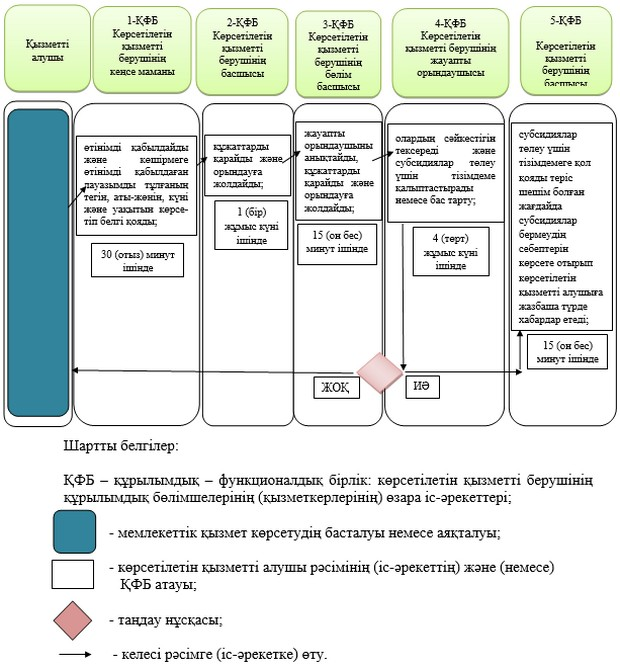 Қызметті
алушы
1-ҚФБ
Көрсетілетін
қызметті
берушінің
кеңсе маманы
2-ҚФБ
Көрсетілетін
қызметті
берушінің
басшысы
3-ҚФБ
Көрсетілетін
қызметті
берушінің
бөлім
басшысы
4-ҚФБ
Көрсетілетін
қызметті берушінің
жауапты
орындаушысы
5-ҚФБ
Көрсетілетін
қызметті
берушінің
басшысы
өтінімді қабылдайды
және көшірмеге
өтінімді қабылдаған
лауазымды тұлғаның
тегін, аты-жөнін, күні
және уақытын көрсе-
тіп белгі қояды;
30 (отыз) минут
ішінде
құжаттарды
қарайды және
орындауға
жолдайды;
1 (бір)
жұмыс күні
ішінде
жауапты
орындаушыны
анықтайды,
құжаттарды
қарайды және
орындауға
жолдайды;
15 (он бес)
минут ішінде
олардын сәйкестігін
тексереді және
субсидиялар төлеу
үшін тізімдеме
қалыптастырады
немесе бас тарту;
4 (төрт)
жұмыс күні
ішінде
субсидиялар
төлеу үшін
тізімдемеге қол
қояды теріс
шешім болған
жағдайда
субсидиялар
бермеудің
себептерін
көрсете отырып
көрсетілетін
қызметті алушыға
жазбаша түрде
хабардар етеді;
15 (он бес)
минут ішінде
ЖОҚ
ИӘ
Шартты белгілер:
ҚФБ – құрылымдық – функционалдық бірлік: көрсетілетін қызметті берушінің
құрылымдық бөлімшелерінің (қызметкерлерінің) өзара іс-әрекеттері;
- мемлекеттік қызмет көрсетудің басталуы немесе аяқталуы;
- көрсетілетін қызметті алушы рәсімінің (іс-әрекеттің) және (немесе)
ҚФБ атауы;
- таңдау нұсқасы;
- келесі рәсімге (іс-әрекетке) өту.